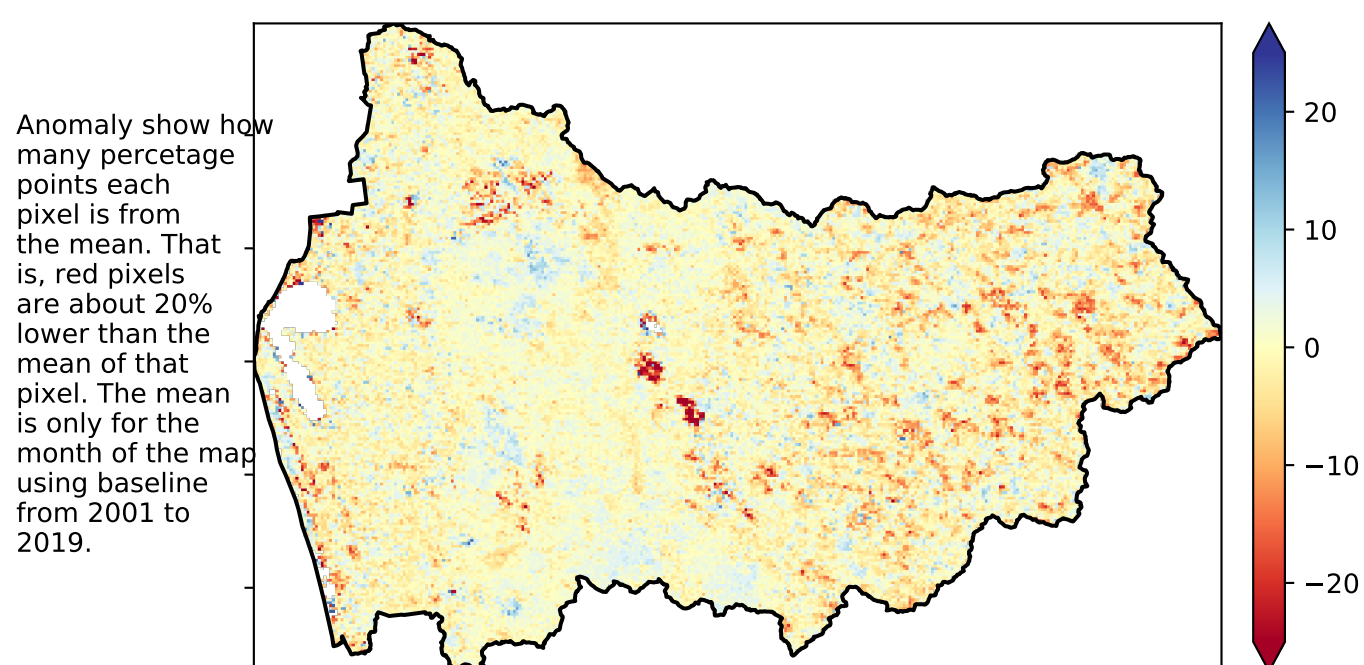 Anomaly show how
many percetage
points each
pixel is from
the mean. That
is, red pixels
are about 20%
lower than the
mean of that
pixel. The mean
is only for the
month of the map
using baseline
from 2001 to
2019.
20
10
0
−10
−20